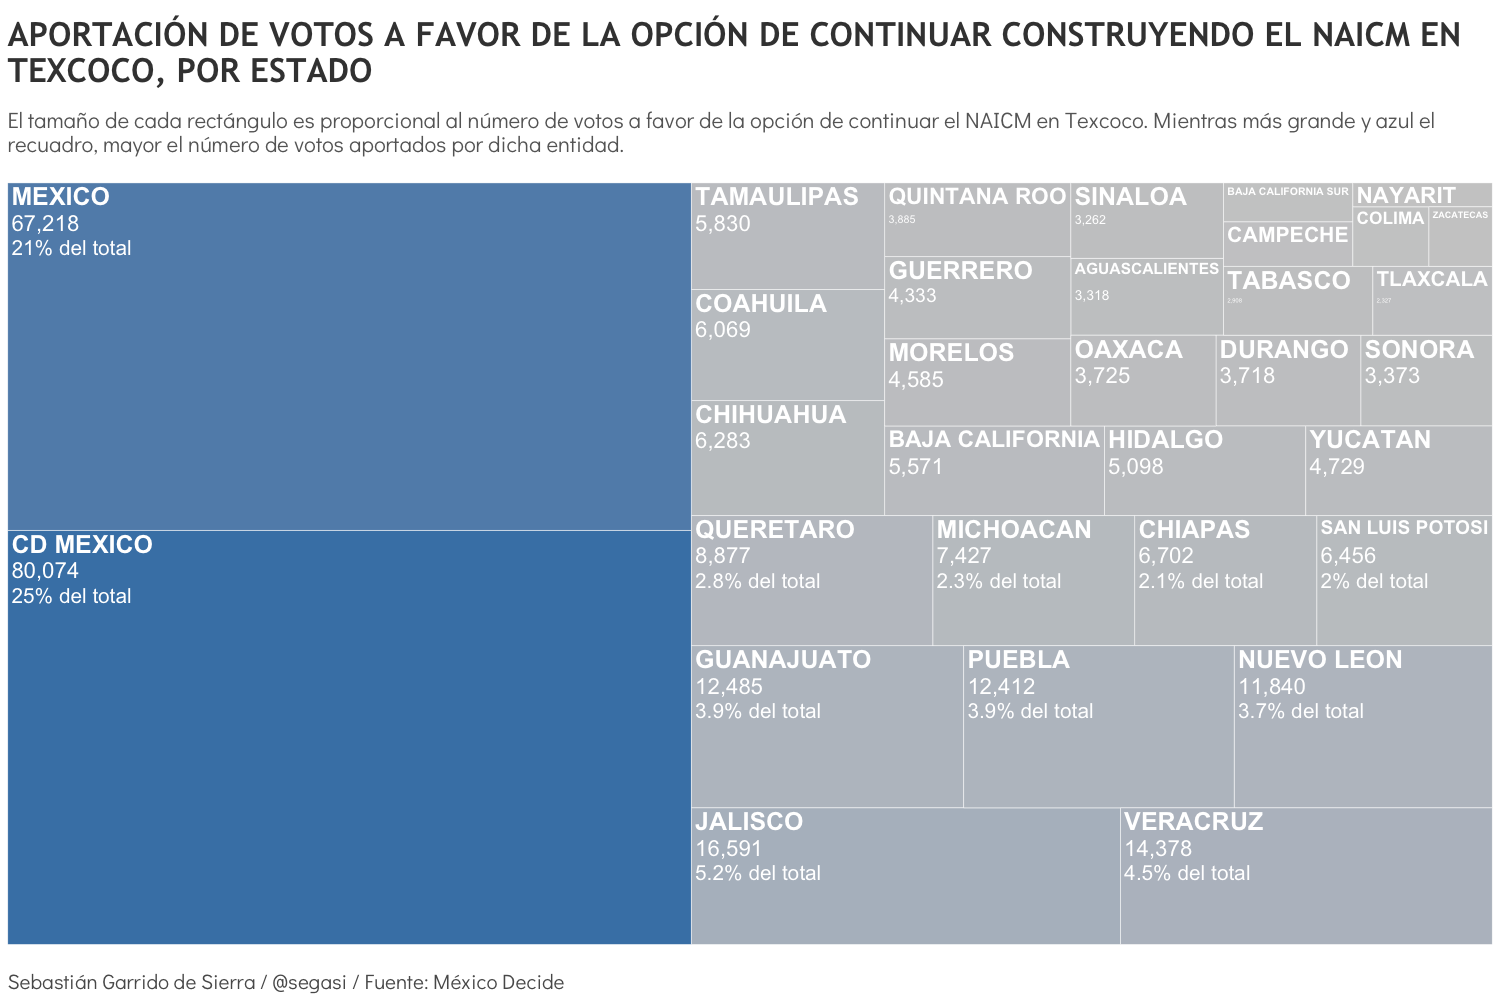 APORTACIÓN DE VOTOS A FAVOR DE LA OPCIÓN DE CONTINUAR CONSTRUYENDO EL NAICM EN
TEXCOCO, POR ESTADO
El tamaño de cada rectángulo es proporcional al número de votos a favor de la opción de continuar el NAICM en Texcoco. Mientras más grande y azul el
recuadro, mayor el número de votos aportados por dicha entidad.
MEXICO
67,218
21% del total
CD MEXICO
80,074
25% del total
TAMAULIPAS
5,830
COAHUILA
6,069
CHIHUAHUA
6,283
QUINTANA ROO
3,885
GUERRERO
4,333
MORELOS
4,585
SINALOA
3,262
AGUASCALIENTES
3,318
BAJA CALIFORNIA SUR
CAMPECHE
NAYARIT
COLIMA
ZACATECAS
TABASCO
TLAXCALA
2,327
OAXACA
3,725
DURANGO
3,718
SONORA
3,373
BAJA CALIFORNIA
5,571
HIDALGO
5,098
YUCATAN
4,729
QUERETARO
8,877
2.8% del total
MICHOACAN
7,427
2.3% del total
CHIAPAS
6,702
2.1% del total
SAN LUIS POTOSI
6,456
2% del total
GUANAJUATO
12,485
3.9% del total
PUEBLA
12,412
3.9% del total
NUEVO LEON
11,840
3.7% del total
JALISCO
16,591
5.2% del total
VERACRUZ
14,378
4.5% del total
Sebastián Garrido de Sierra / @segasi / Fuente: México Decide